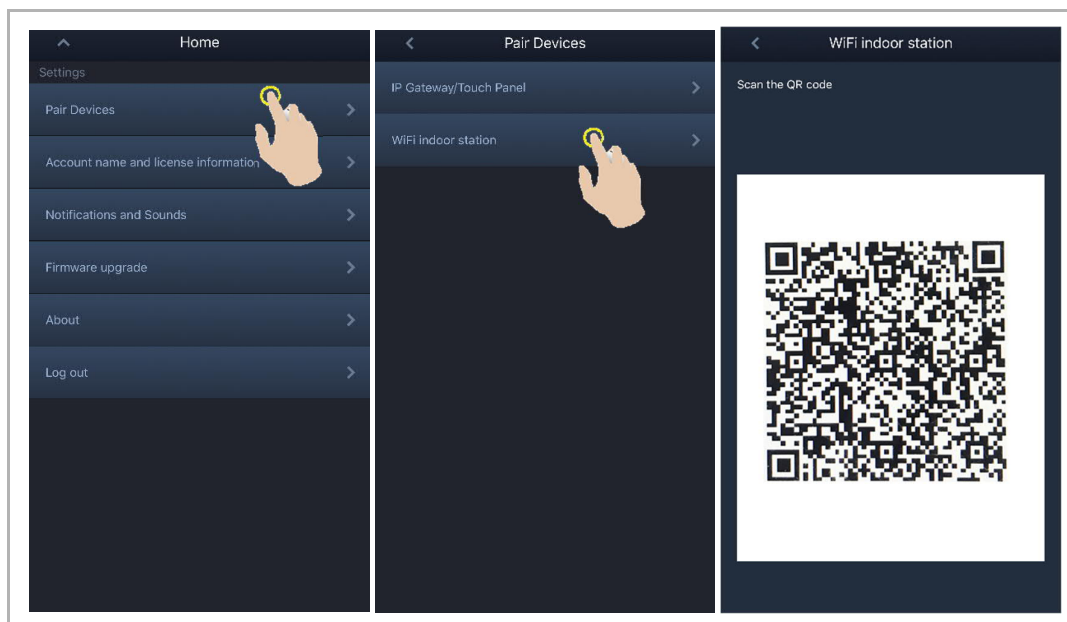 Home
Settings
Pair Devices
Account name and license information
Notifications and Sounds
Firmware upgrade
About
Log out
Pair Devices
IP Gateway/Touch Panel
WiFi indoor station
WiFi indoor station
Scan the QR code